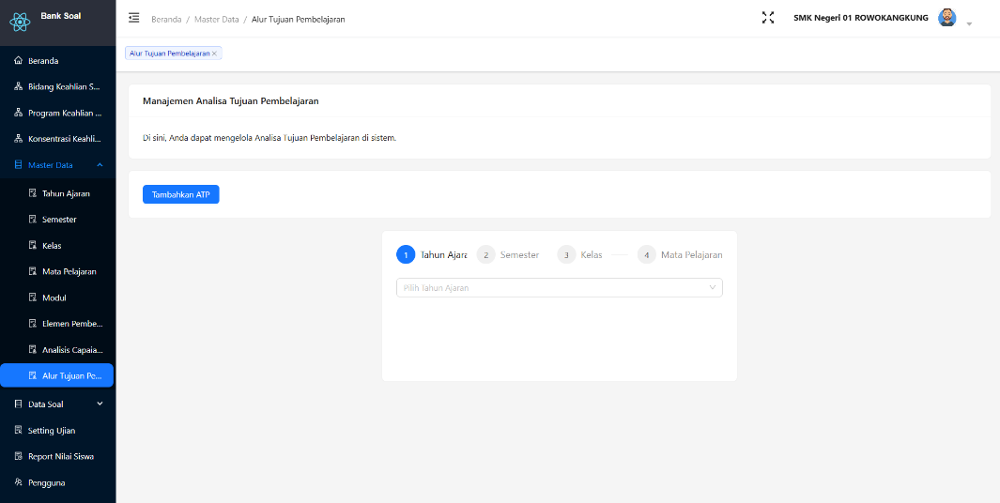 Bank Soal
Beranda
Bidang Keahlian S...
Program Keahlian ...
Konsentrasi Keahli...
Master Data
Tahun Ajaran
Semester
Kelas
Mata Pelajaran
Modul
Elemen Pembe...
Analisis Capaia...
Alur Tujuan Pe...
Data Soal
Setting Ujian
Report Nilai Siswa
Pengguna
Beranda / Master Data / Alur Tujuan Pembelajaran
SMK Negeri 01 ROWOKANGKUNG
Alur Tujuan Pembelajaran
Manajemen Analisa Tujuan Pembelajaran
Di sini, Anda dapat mengelola Analisa Tujuan Pembelajaran di sistem.
Tambahkan ATP
1 Tahun Ajara 2 Semester 3 Kelas 4 Mata Pelajaran
Pilih Tahun Ajaran